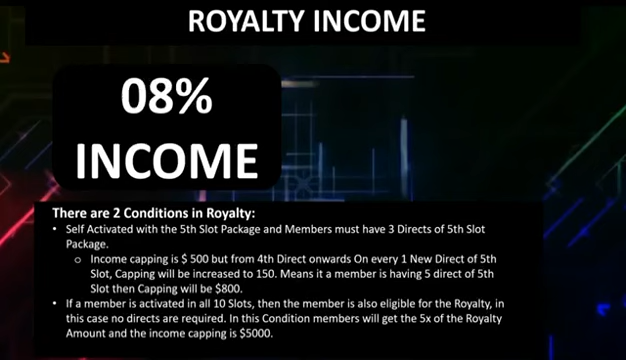 ROYALTY INCOME
08%
INCOME
There are 2 Conditions in Royalty:
• Self Activated with the 5th Slot Package and Members must have 3 Directs of 5th Slot
Package.
o Income capping is $ 500 but from 4th Direct onwards On every 1 New Direct of 5th
Slot, Capping will be increased to 150. Means it a member is having 5 direct of 5th
Slot then Capping will be $800.
• If a member is activated in all 10 Slots, then the member is also eligible for the Royalty, in
this case no directs are required. In this Condition members will get the 5x of the Royalty
Amount and the income capping is $5000.